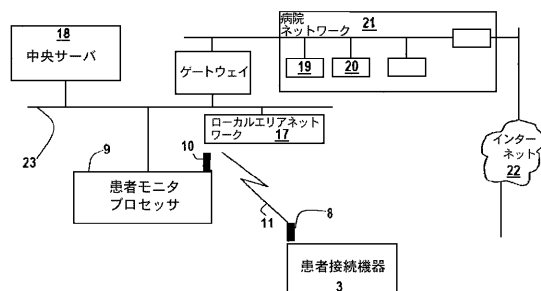 18
中央サーバ
ゲートウェイ
病院
ネットワーク
21
19
20
ローカルエリアネット
ワーク 17
インター
ネット
22
23
9
10
患者モニタ
プロセッサ
11
8
患者接続機器
3